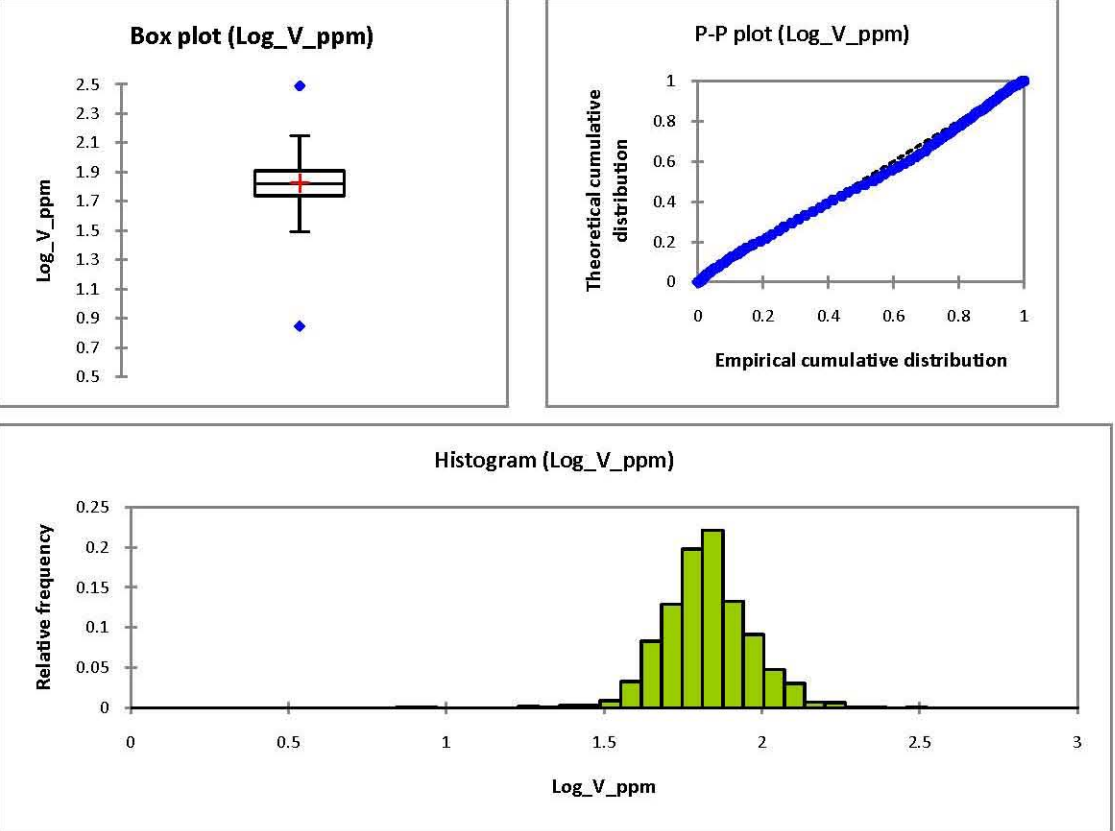 Box plot (Log_V_ppm)
Log_V_ppm
2.5
2.3
2.1
1.9
1.7
1.5
1.3
1.1
0.9
0.7
0.5
P-P plot (Log_V_ppm)
Theoretical cumulative
distribution
1
0.8
0.6
0.4
0.2
0
0 0.2 0.4 0.6 0.8 1
Empirical cumulative distribution
Histogram (Log_V_ppm)
Relative frequency
0.25
0.2
0.15
0.1
0.05
0
0 0.5 1 1.5 2 2.5 3
Log_V_ppm